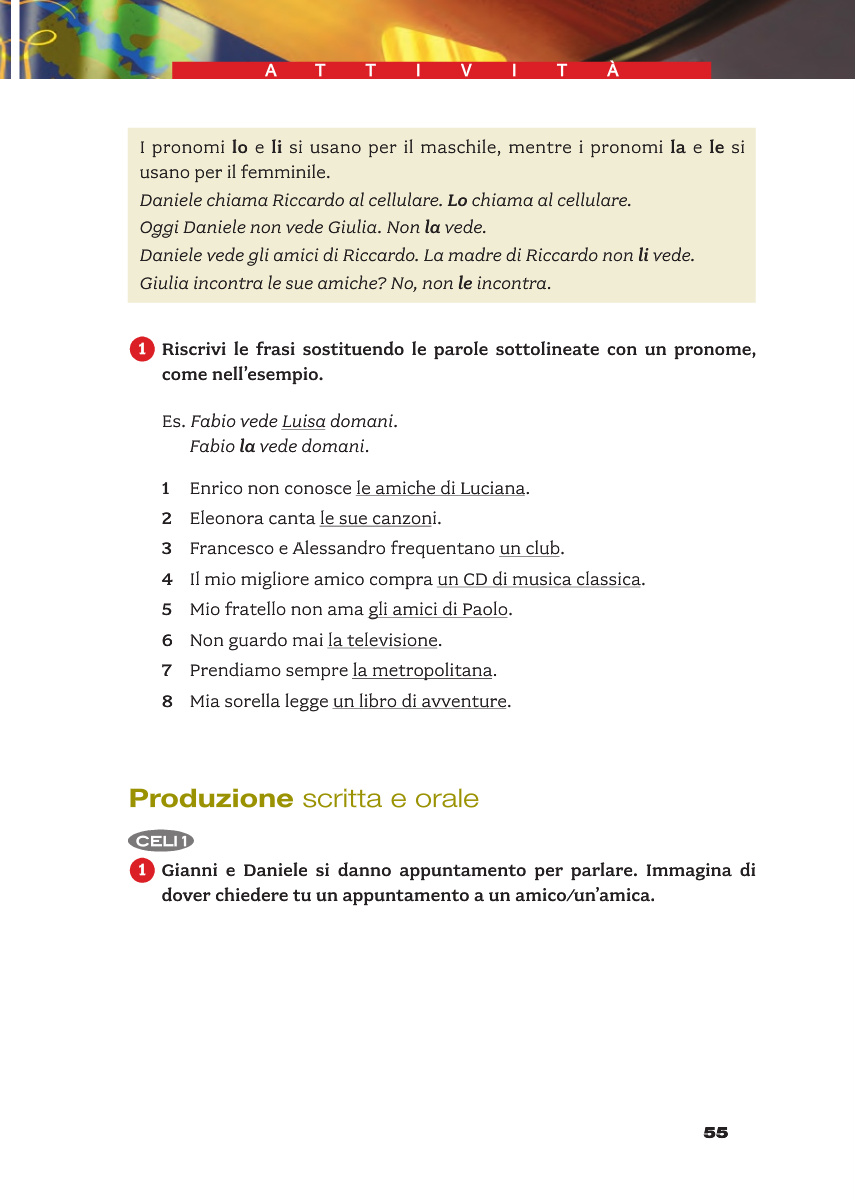 ATTIVITÀ
I pronomi lo e li si usano per il maschile, mentre i pronomi la e le si
usano per il femminile.
Daniele chiama Riccardo al cellulare. Lo chiama al cellulare.
Oggi Daniele non vede Giulia. Non la vede.
Daniele vede gli amici di Riccardo. La madre di Riccardo non li vede.
Giulia incontra le sue amiche? No, non le incontra.
1 Riscrivi le frasi sostituendo le parole sottolineate con un pronome,
come nell’esempio.
Es. Fabio vede Luisa domani.
Fabio la vede domani.
1 Enrico non conosce le amiche di Luciana.
2 Eleonora canta le sue canzoni.
3 Francesco e Alessandro frequentano un club.
4 Il mio migliore amico compra un CD di musica classica.
5 Mio fratello non ama gli amici di Paolo.
6 Non guardo mai la televisione.
7 Prendiamo sempre la metropolitana.
8 Mia sorella legge un libro di avventure.
Produzione scritta e orale
CELI 1
1 Gianni e Daniele si danno appuntamento per parlare. Immagina di
dover chiedere tu un appuntamento a un amico/un’amica.
55